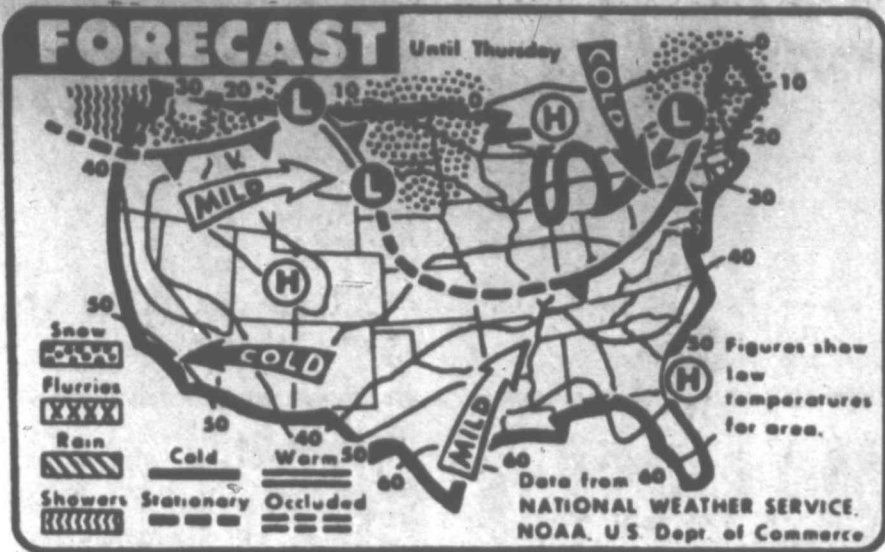 FORECAST
Until Thursday
COLD
30 20 10 0
0
10
20
30
40
L
H
L
L
MILD
40
H
COLD
50
50
40
50
MILD
60
60
60
50
H
Snow
Flurries
Rain
Showers
Cold
Warm
Stationary
Occluded
Figures show
low
temperatures
for area.
Data from
NATIONAL WEATHER SERVICE,
NOAA, U.S. Dept. of Commerce